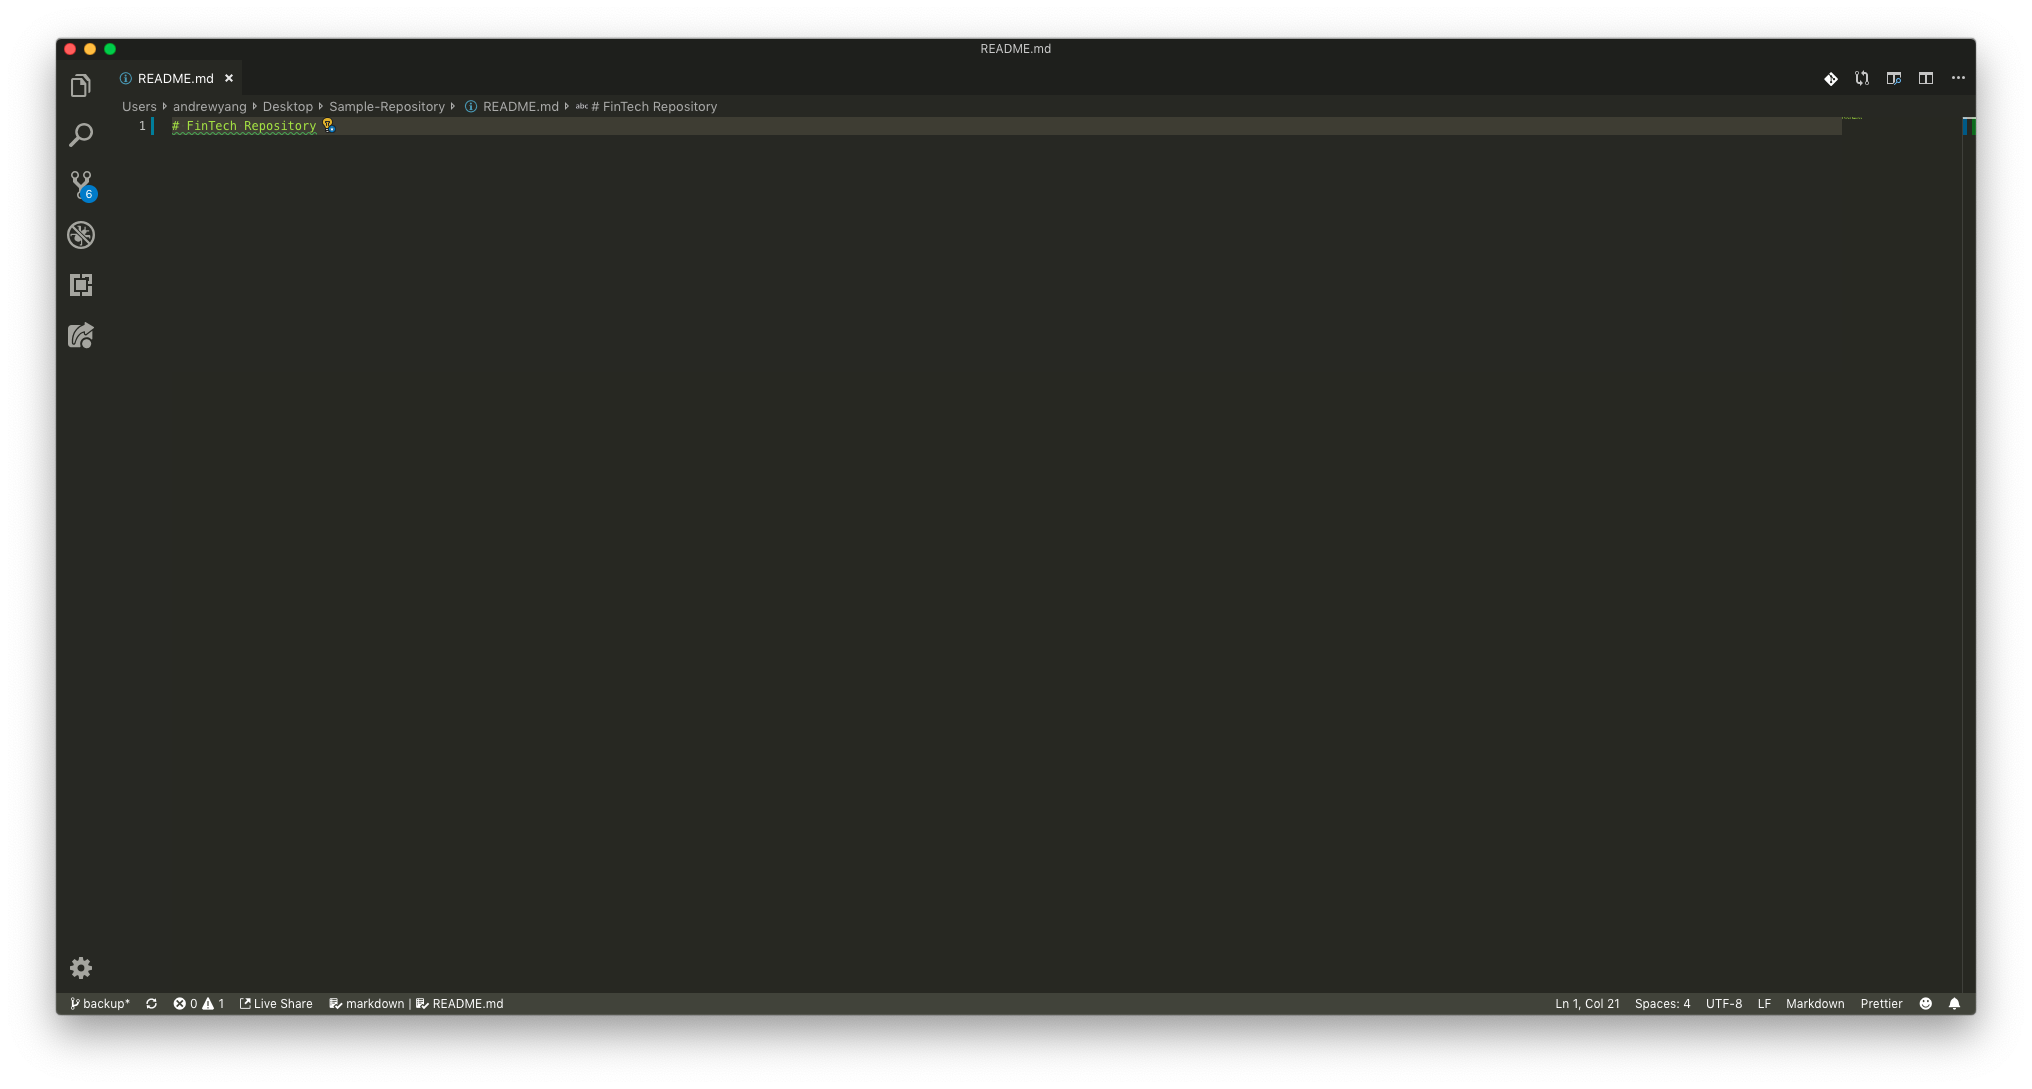 README.md
README.md
Users andrewyang Desktop Sample-Repository README.md abc # FinTech Repository
1 # FinTech Repository
6
backup* 0 1 Live Share markdown | README.md Ln 1, Col 21 Spaces: 4 UTF-8 LF Markdown Prettier